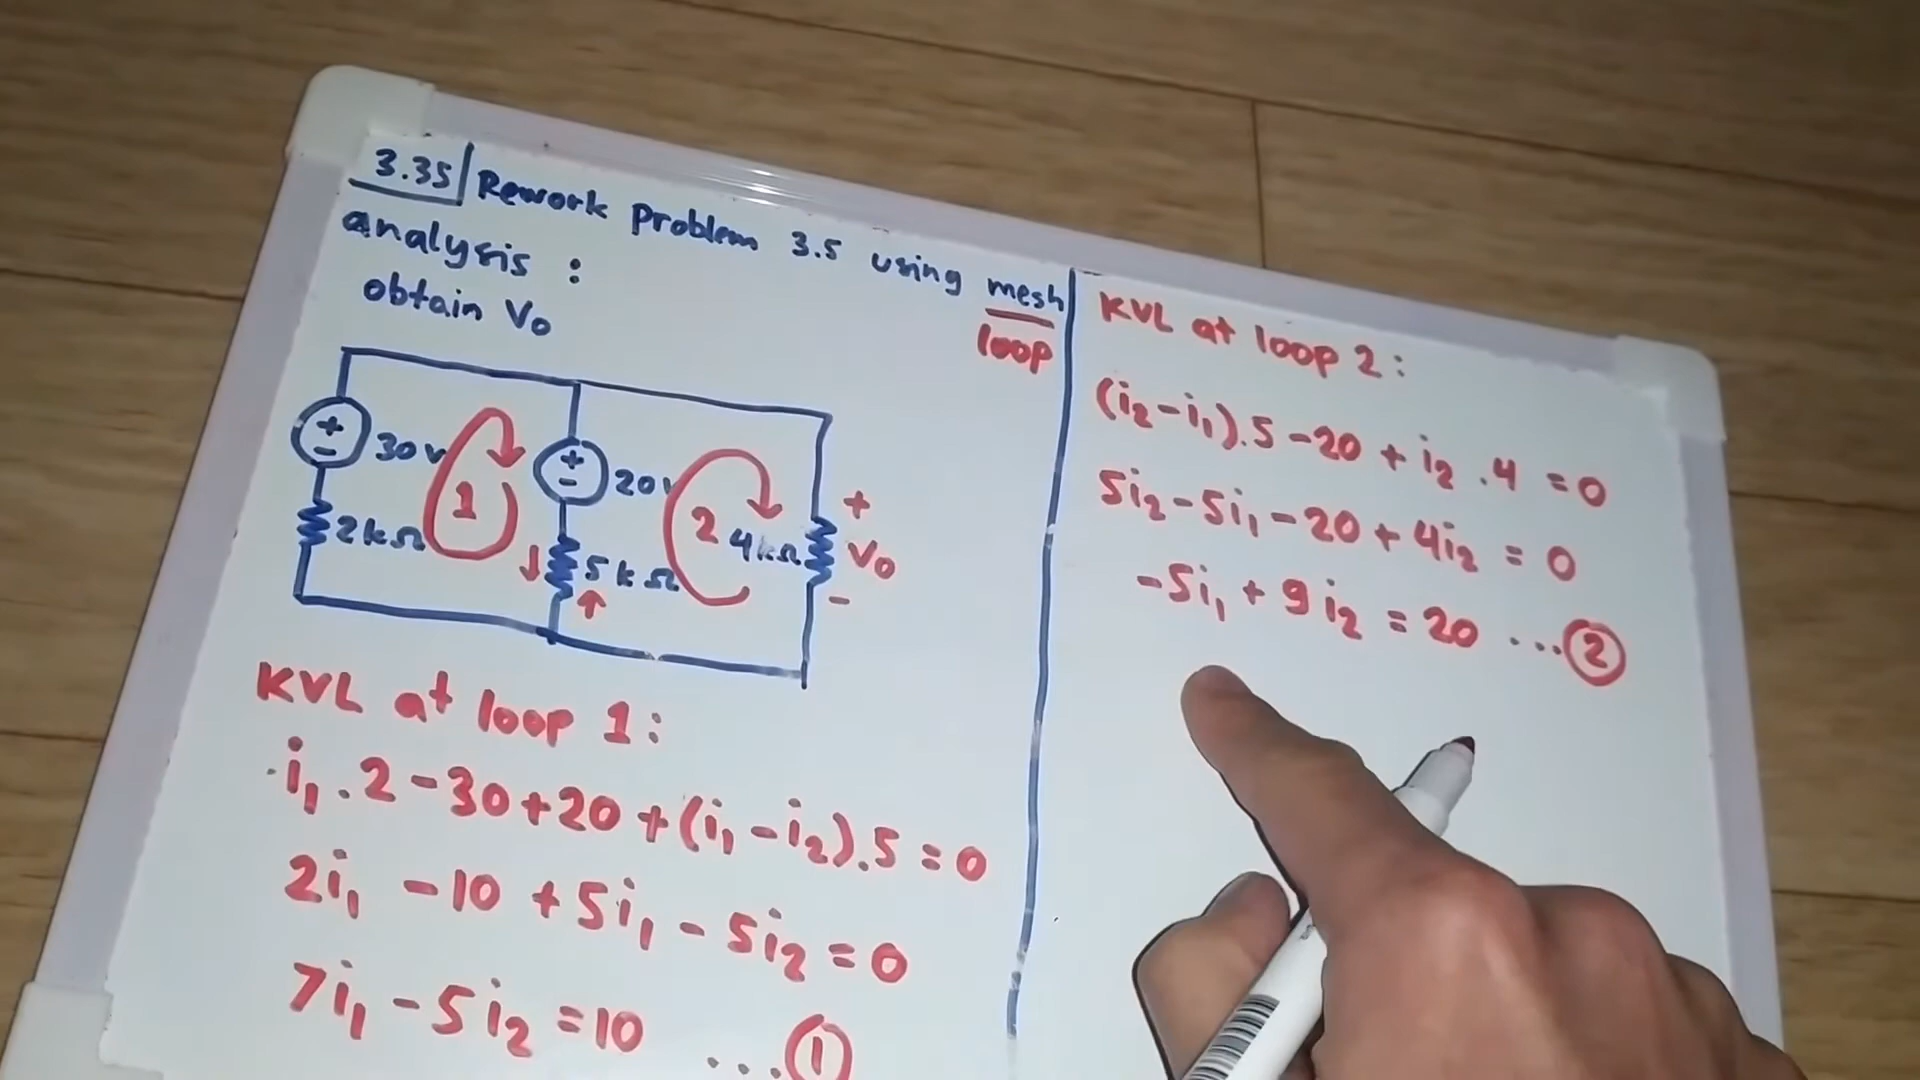 3.35 Rework Problem 3.5 using mesh
loop
analysis :
obtain Vo
+
-
30v
2kΩ
1
+
-
20v
5kΩ
2
4kΩ
+
Vo
-
KVL at loop 1:
i₁.2-30+20+(i₁-i₂).5=0
2i₁ -10 +5i₁ - 5i₂ =0
7i₁ -5i₂ =10 ...①
KVL at loop 2:
(i₂-i₁).5-20+i₂.4=0
5i₂-5i₁-20+4i₂=0
-5i₁+9i₂=20 ...②